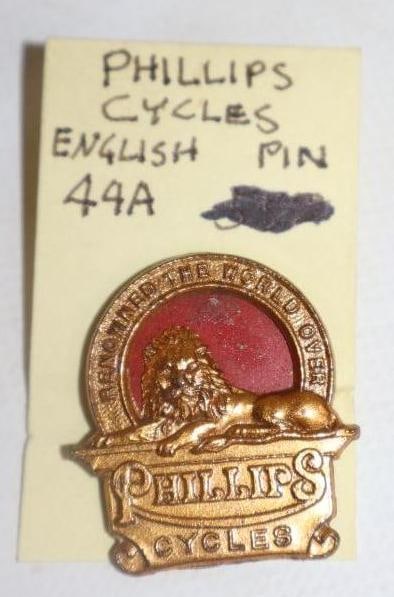 PHILLIPS
CYCLES
ENGLISH PIN
44A
RENOWNED THE WORLD OVER
PHILLIPS
CYCLES